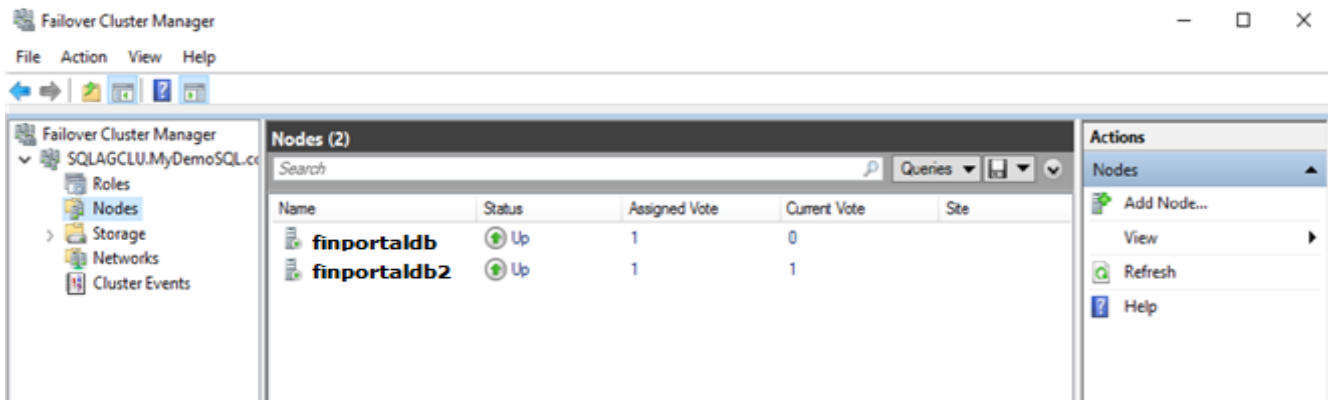 Failover Cluster Manager
File Action View Help
Failover Cluster Manager
SQLAGCLU.MyDemoSQL.cc
Roles
Nodes
Storage
Networks
Cluster Events
Nodes (2)
Search Queries
Name Status Assigned Vote Current Vote Site
finportaldb Up 1 0
finportaldb2 Up 1 1
Actions
Nodes
Add Node...
View
Refresh
Help